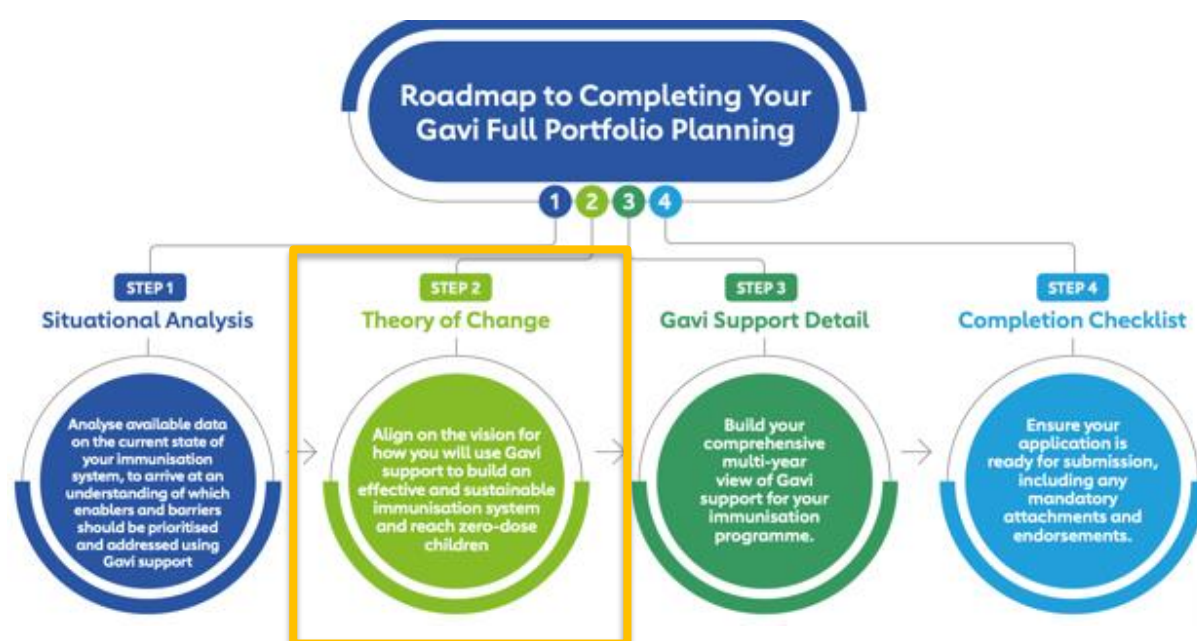 Roadmap to Completing Your
Gavi Full Portfolio Planning
1 2 3 4
STEP 1
Situational Analysis
Analyse available data
on the current state of
your immunisation
system, to arrive at an
understanding of which
enablers and barriers
should be prioritised
and addressed using
Gavi support
STEP 2
Theory of Change
Align on the vision for
how you will use Gavi
support to build an
effective and sustainable
immunisation system
and reach zero-dose
children
STEP 3
Gavi Support Detail
Build your
comprehensive
multi-year
view of Gavi
support for your
immunisation
programme.
STEP 4
Completion Checklist
Ensure your
application is
ready for submission,
including any
mandatory
attachments and
endorsements.